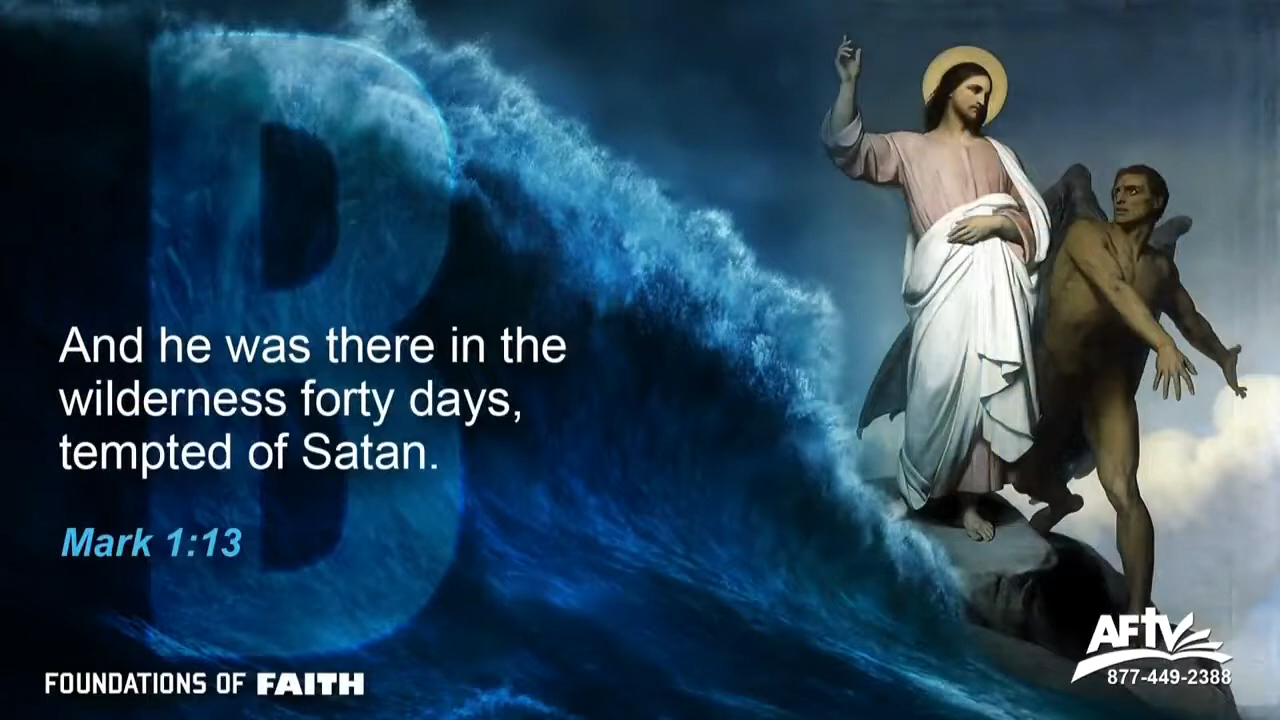 B
And he was there in the
wilderness forty days,
tempted of Satan.
Mark 1:13
FOUNDATIONS OF FAITH
AFtv
877-449-2388